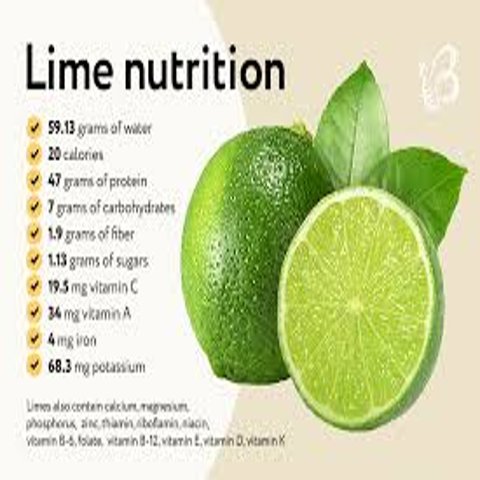 Lime nutrition
59.13 grams of water
20 calories
47 grams of protein
7 grams of carbohydrates
1.9 grams of fiber
1.13 grams of sugars
19.5 mg vitamin C
34 mg vitamin A
4 mg iron
68.3 mg potassium
Limes also contain calcium, magnesium,
phosphorus, zinc, thiamin, riboflamin, niacin,
vitamin B-6, folate, vitamin B-12, vitamin E, vitamin D, vitamin K
B